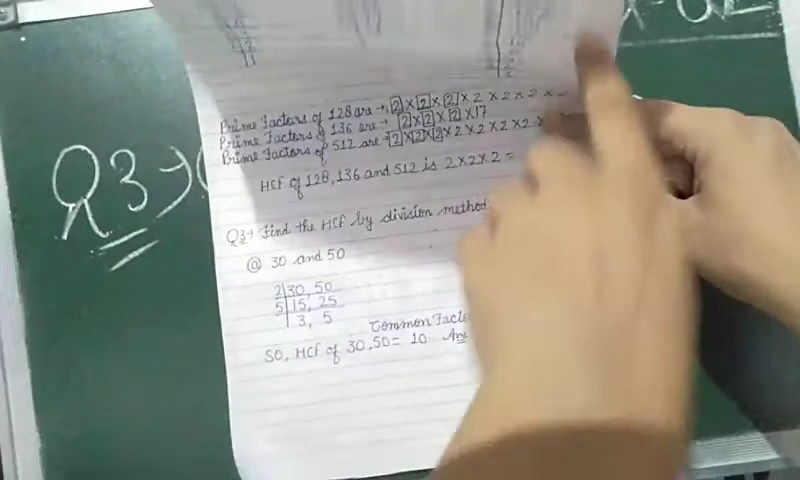 Q3→
Prime Factors of 128 are → 2 × 2 × 2 × 2 × 2 × 2 ×
Prime Factors of 136 are → 2 × 2 × 2 × 17
Prime Factors of 512 are → 2 × 2 × 2 × 2 × 2 × 2 × 2 ×
HCF of 128, 136 and 512 is 2 × 2 × 2 =
Q3→ Find the HCF by division method
@ 30 and 50
2|30, 50
5|15, 25
|3, 5
Common Facto
SO, HCF of 30, 50 = 10 Ans